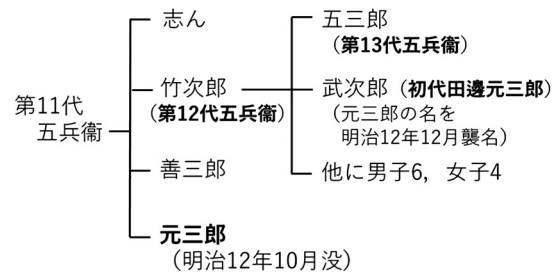 第11代
五兵衞
志ん
竹次郎
（第12代五兵衞）
善三郎
元三郎
（明治12年10月没）
五三郎
（第13代五兵衞）
武次郎（初代田邊元三郎）
（元三郎の名を
明治12年12月襲名）
他に男子6，女子4